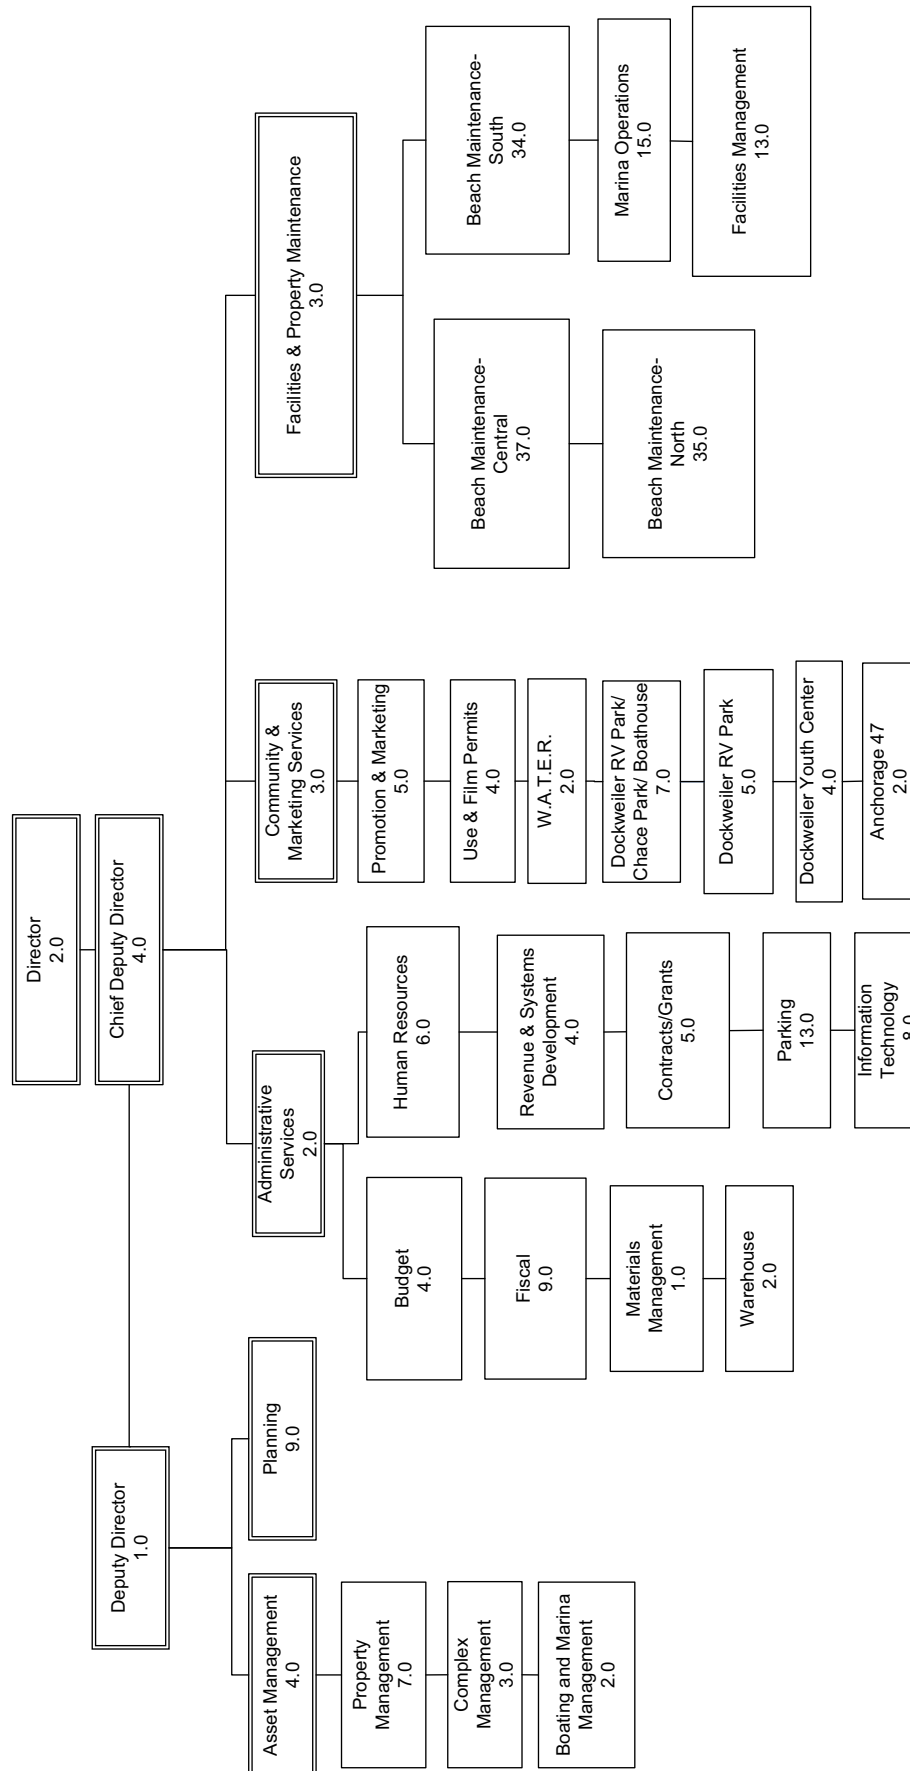 Director
2.0
Chief Deputy Director
4.0
Deputy Director
1.0
Asset Management
4.0
Property
Management
7.0
Complex
Management
3.0
Boating and Marina
Management
2.0
Planning
9.0
Administrative
Services
2.0
Budget
4.0
Fiscal
9.0
Materials
Management
1.0
Warehouse
2.0
Human Resources
6.0
Revenue & Systems
Development
4.0
Contracts/Grants
5.0
Parking
13.0
Information
Technology
8.0
Community &
Marketing Services
3.0
Promotion & Marketing
5.0
Use & Film Permits
4.0
W.A.T.E.R.
2.0
Dockweiler RV Park/
Chace Park/ Boathouse
7.0
Dockweiler RV Park
5.0
Dockweiler Youth Center
4.0
Anchorage 47
2.0
Facilities & Property Maintenance
3.0
Beach Maintenance-
Central
37.0
Beach Maintenance-
North
35.0
Beach Maintenance-
South
34.0
Marina Operations
15.0
Facilities Management
13.0